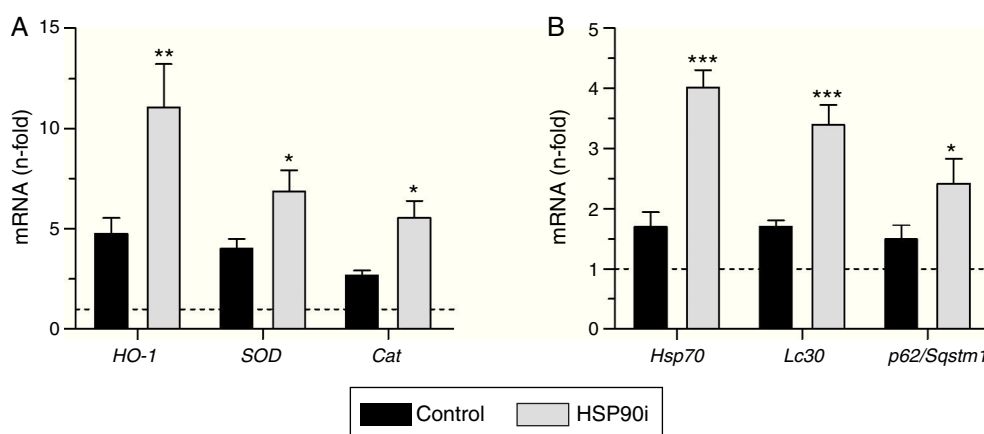 A
mRNA (n-fold)
15
10
5
0
**
*
*
HO-1 SOD Cat
B
mRNA (n-fold)
5
4
3
2
1
0
***
***
*
Hsp70 Lc30 p62/Sqstm1
Control HSP90i